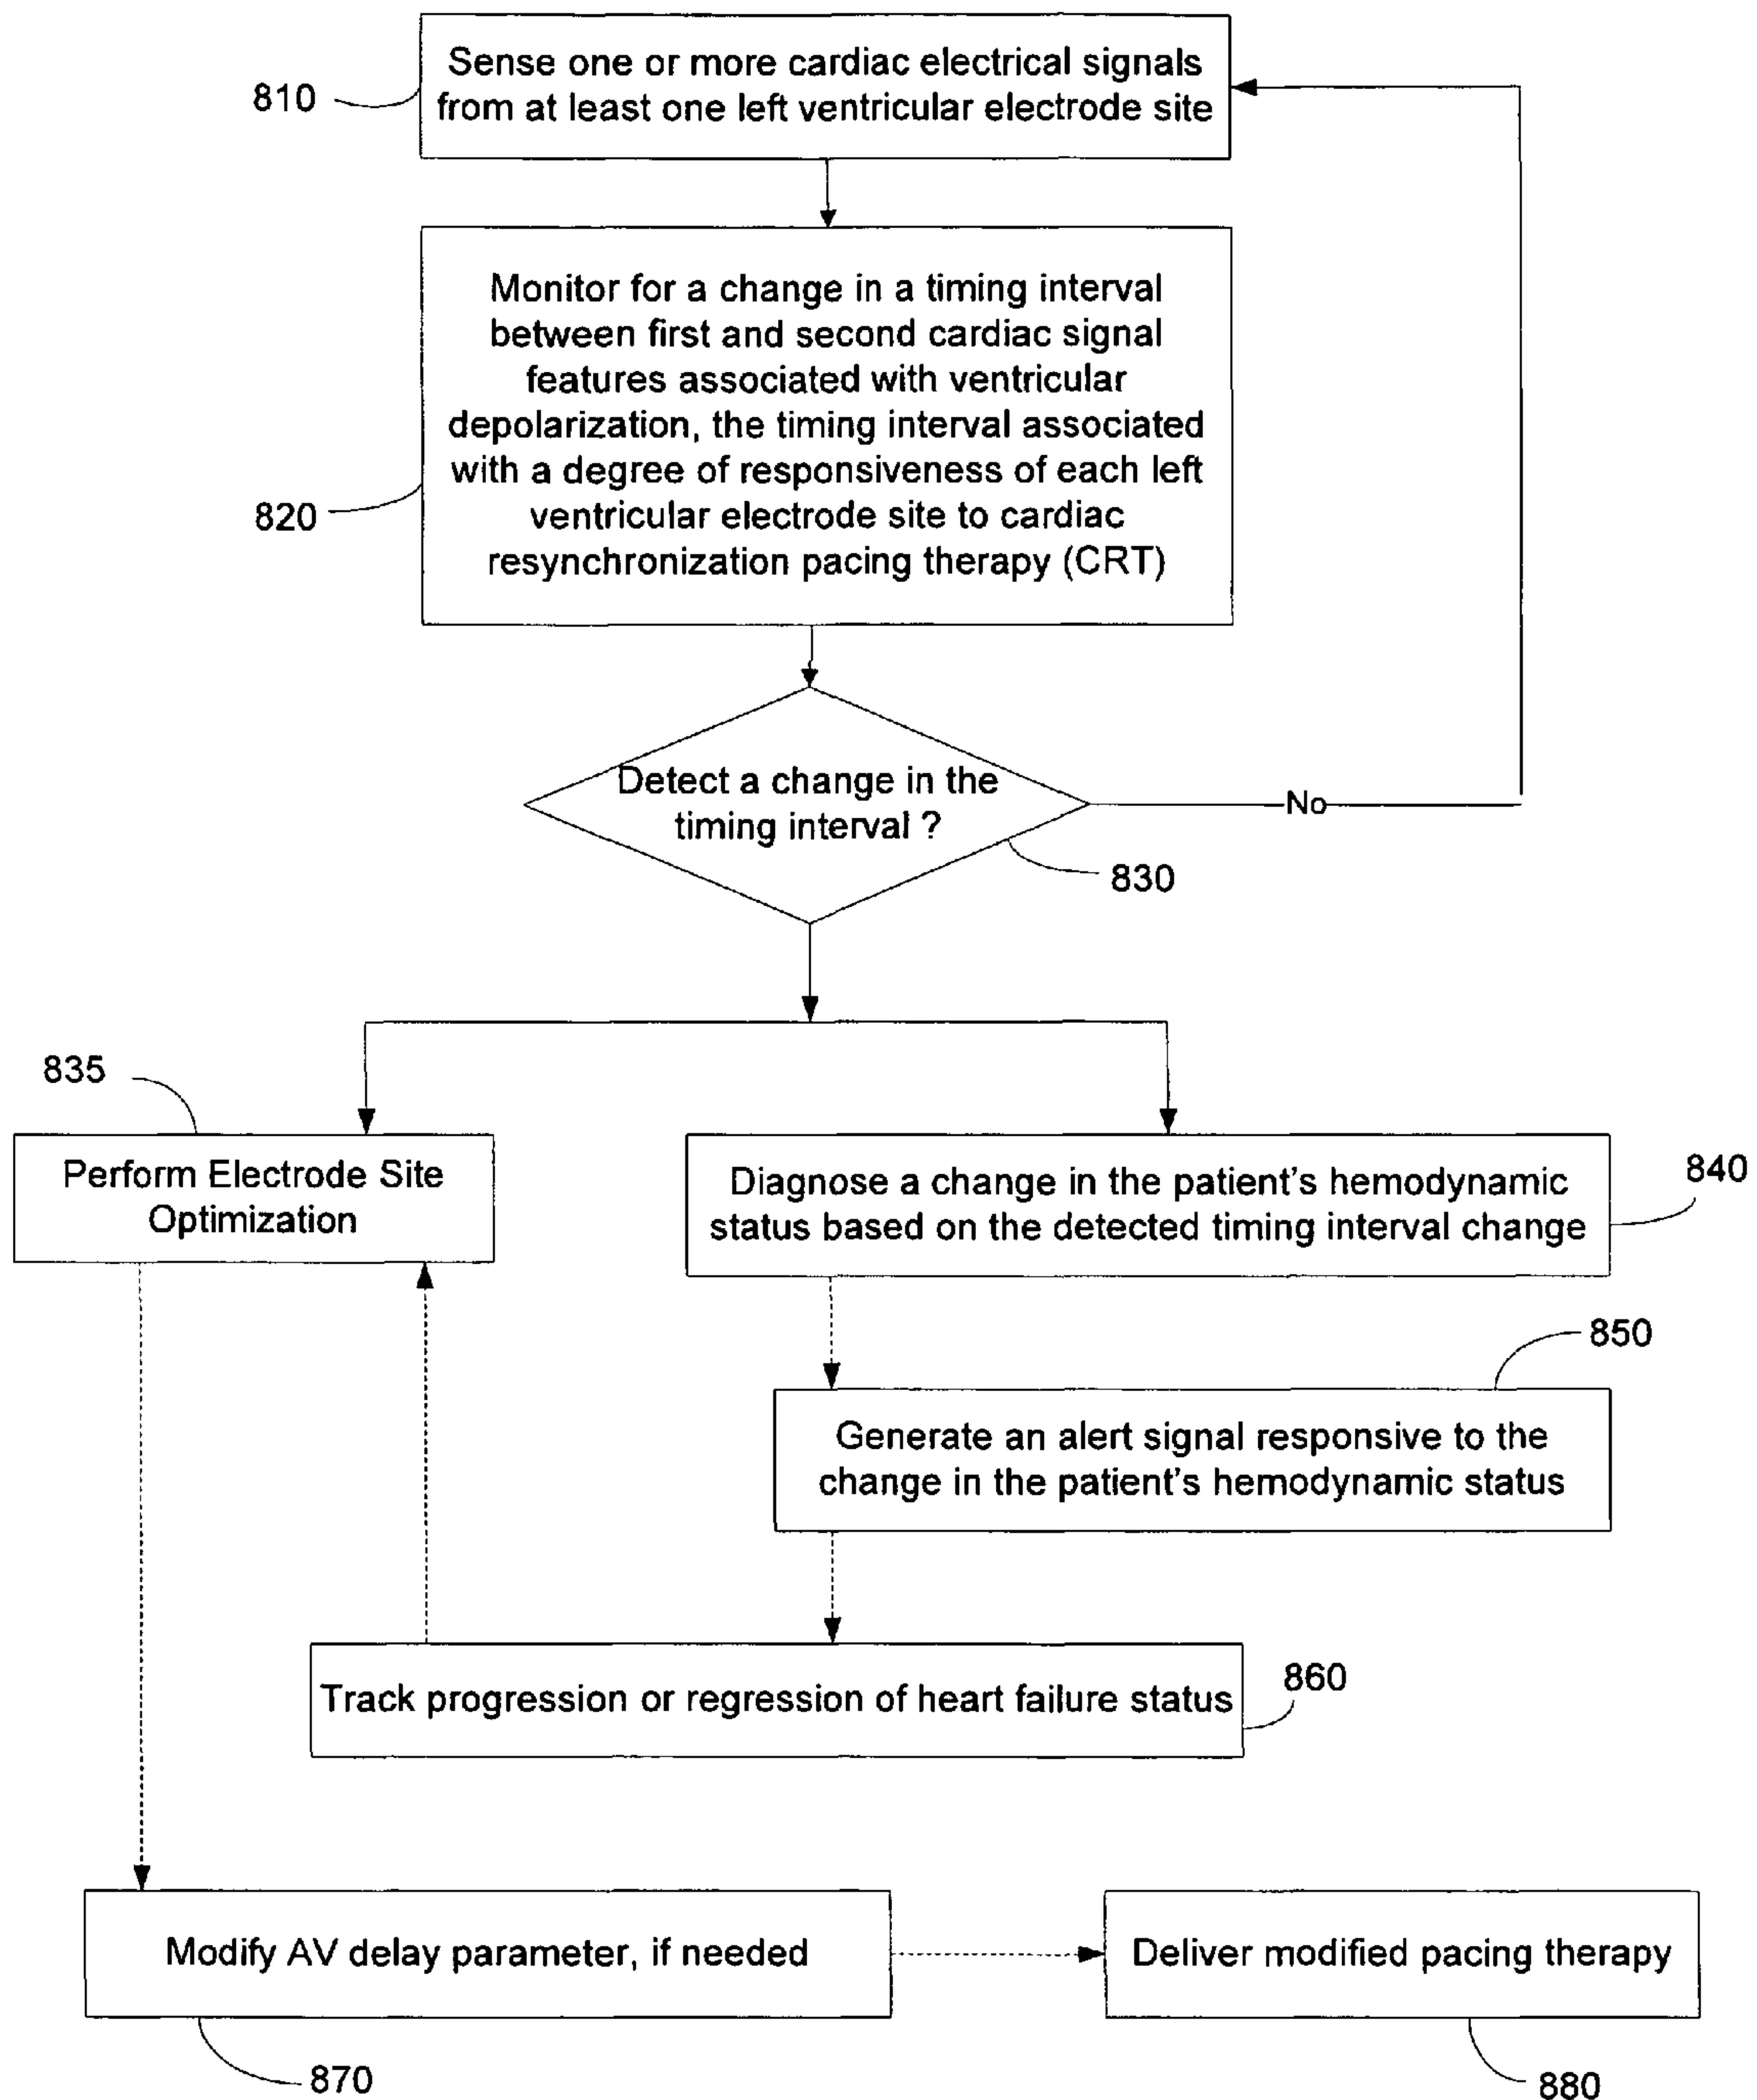 Sense one or more cardiac electrical signals
from at least one left ventricular electrode site
810
Monitor for a change in a timing interval
between first and second cardiac signal
features associated with ventricular
depolarization, the timing interval associated
with a degree of responsiveness of each left
ventricular electrode site to cardiac
resynchronization pacing therapy (CRT)
820
Detect a change in the
timing interval ?
No
830
835
Perform Electrode Site
Optimization
Diagnose a change in the patient's hemodynamic
status based on the detected timing interval change
840
850
Generate an alert signal responsive to the
change in the patient's hemodynamic status
Track progression or regression of heart failure status
860
Modify AV delay parameter, if needed
Deliver modified pacing therapy
870
880